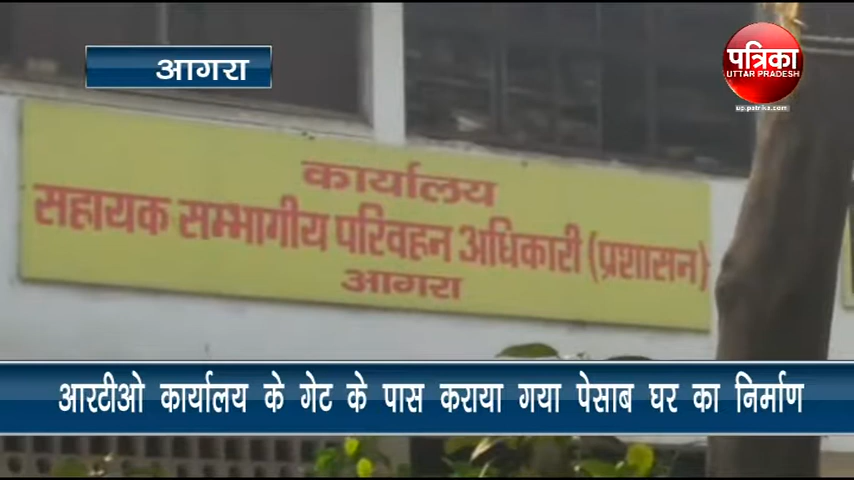 आगरा
पत्रिका
UTTAR PRADESH
up.patrika.com
कार्यालय
सहायक सम्भागीय परिवहन अधिकारी (प्रशासन)
आगरा
आरटीओ कार्यालय के गेट के पास कराया गया पेसाब घर का निर्माण